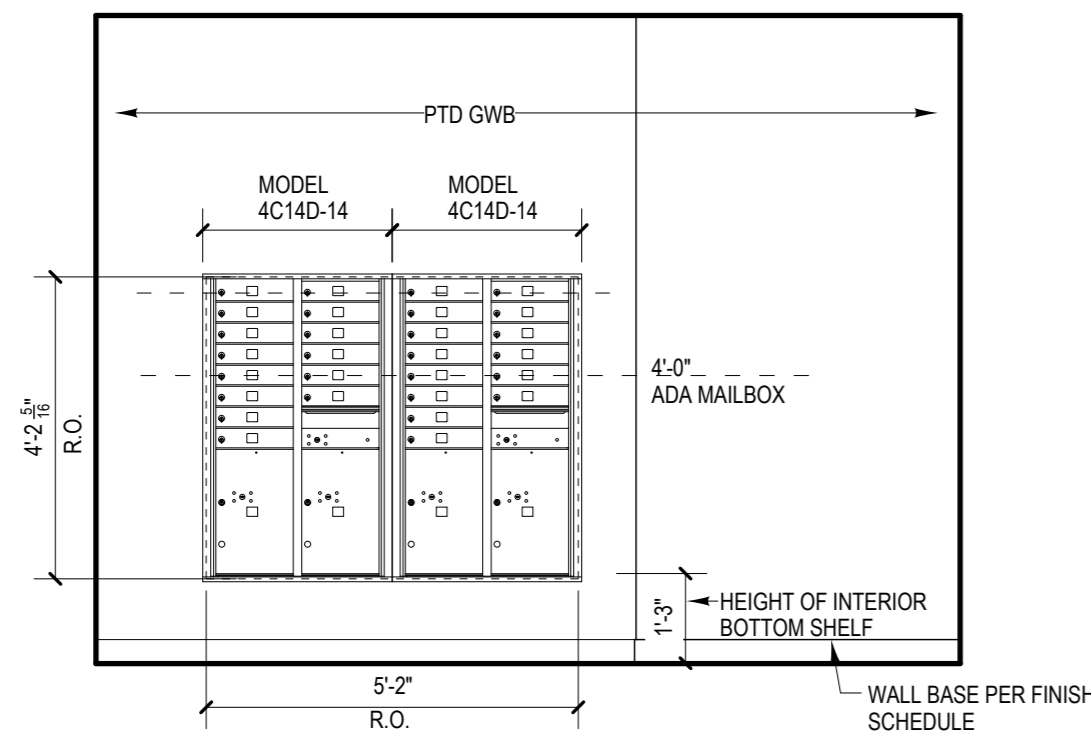 PTD GWB
MODEL
4C14D-14
MODEL
4C14D-14
4'-2 5/16"
R.O.
4'-0"
ADA MAILBOX
1'-3"
HEIGHT OF INTERIOR
BOTTOM SHELF
5'-2"
R.O.
WALL BASE PER FINISH
SCHEDULE